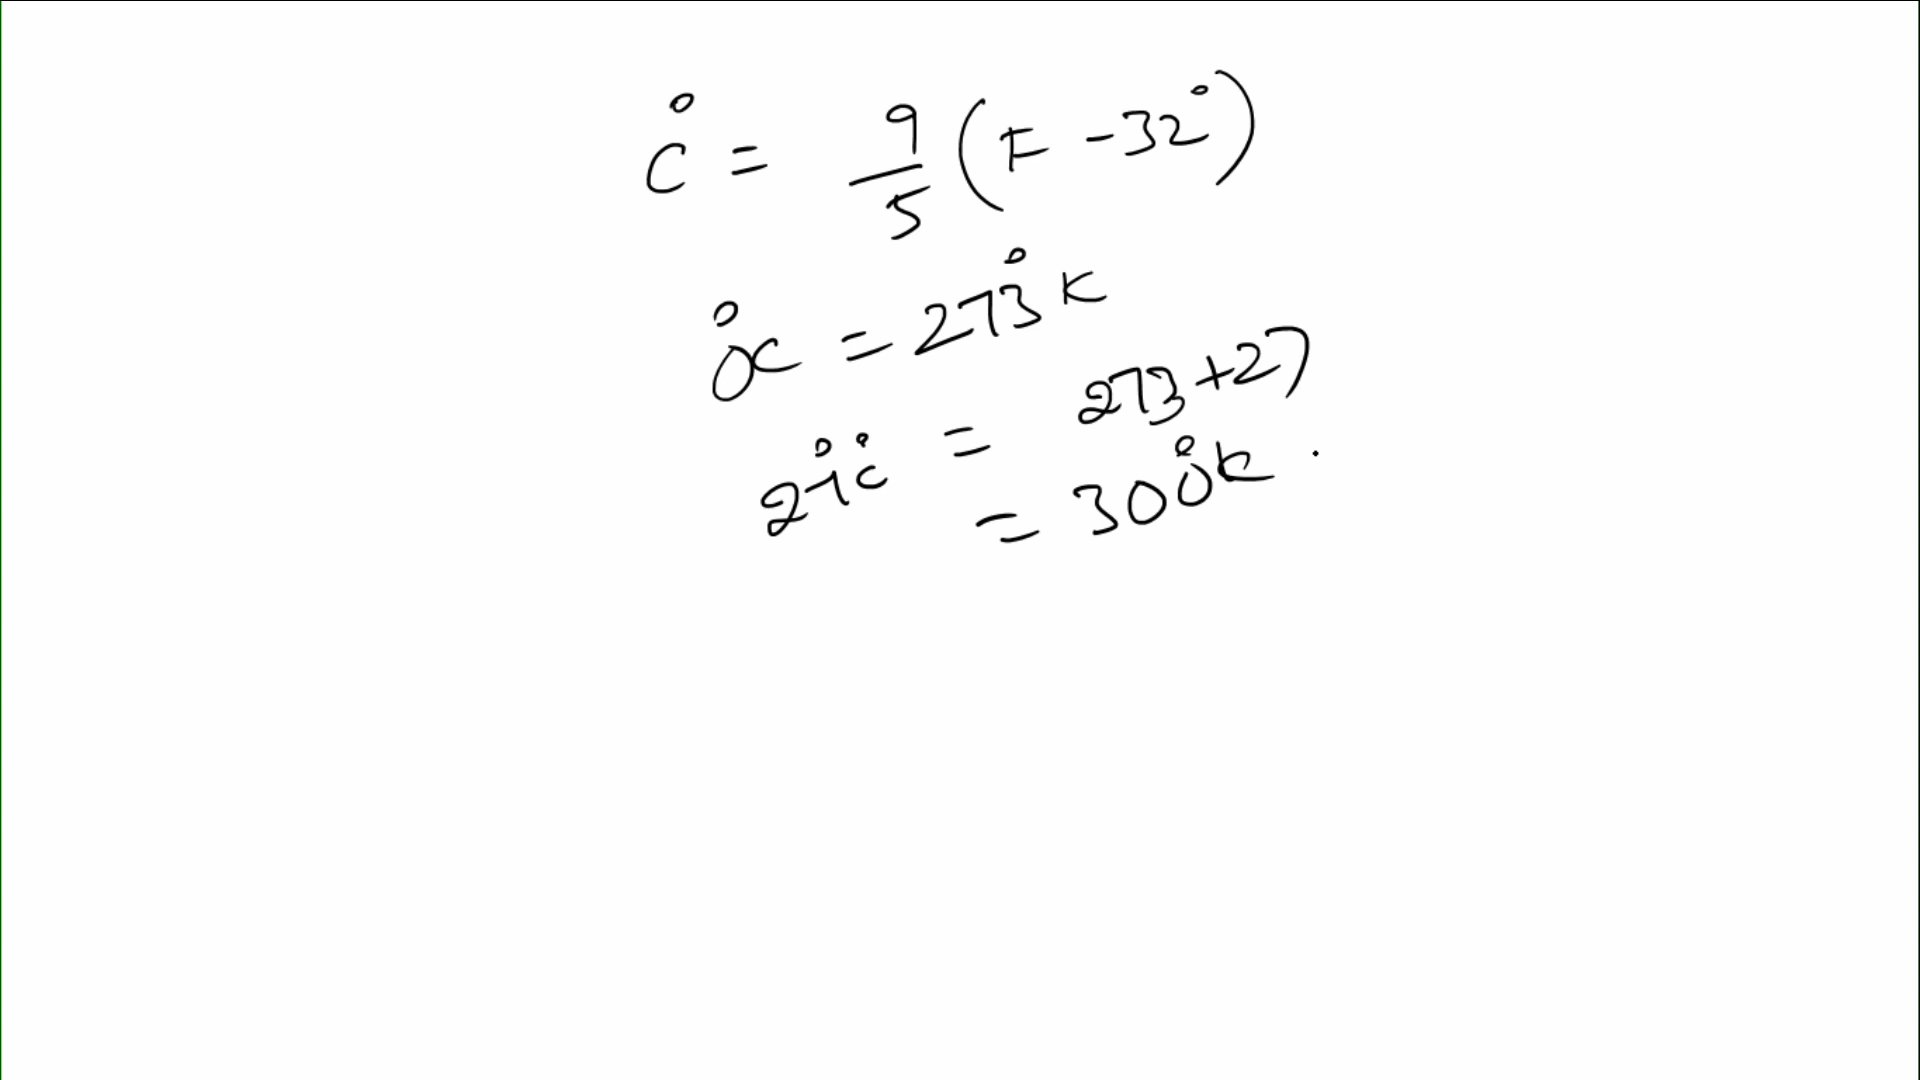 C° = 9/5 (F - 32°)
0°C = 273°K
27°C = 273+27
= 300°K.